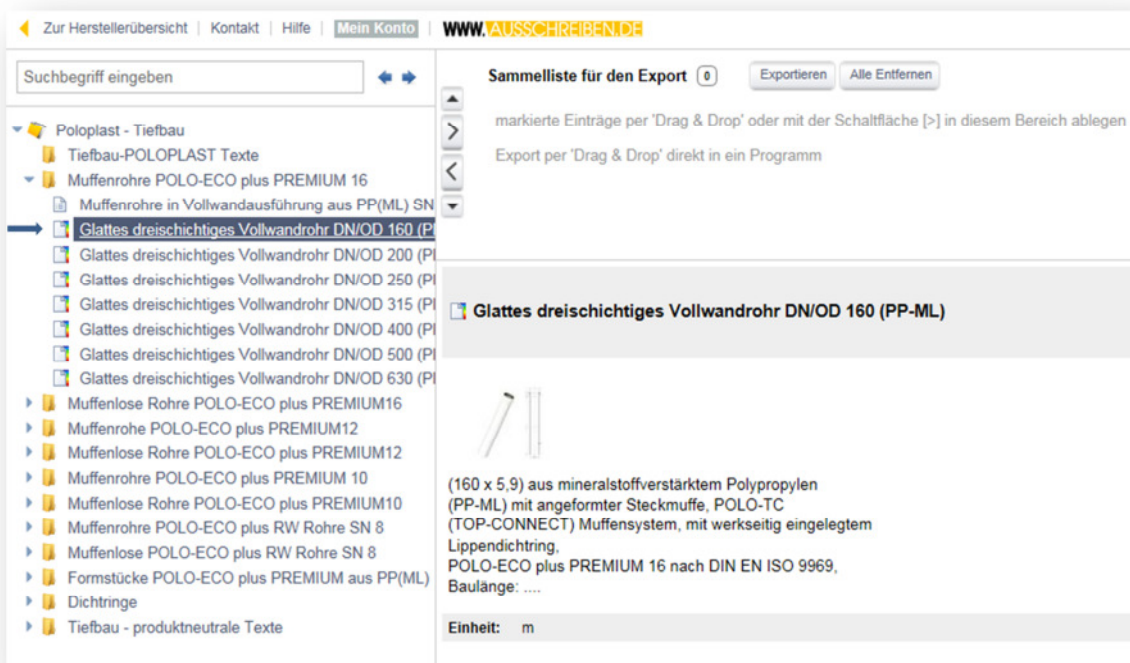 Zur Herstellerübersicht | Kontakt | Hilfe | Mein Konto | WWW.AUSSCHREIBEN.DE
Suchbegriff eingeben
Poloplast - Tiefbau
Tiefbau-POLOPLAST Texte
Muffenrohre POLO-ECO plus PREMIUM 16
Muffenrohre in Vollwandausführung aus PP(ML) SN
Glattes dreischichtiges Vollwandrohr DN/OD 160 (P
Glattes dreischichtiges Vollwandrohr DN/OD 200 (P
Glattes dreischichtiges Vollwandrohr DN/OD 250 (P
Glattes dreischichtiges Vollwandrohr DN/OD 315 (P
Glattes dreischichtiges Vollwandrohr DN/OD 400 (P
Glattes dreischichtiges Vollwandrohr DN/OD 500 (P
Glattes dreischichtiges Vollwandrohr DN/OD 630 (P
Muffenlose Rohre POLO-ECO plus PREMIUM16
Muffenrohe POLO-ECO plus PREMIUM12
Muffenlose Rohre POLO-ECO plus PREMIUM12
Muffenrohre POLO-ECO plus PREMIUM 10
Muffenlose Rohre POLO-ECO plus PREMIUM10
Muffenrohre POLO-ECO plus RW Rohre SN 8
Muffenlose POLO-ECO plus RW Rohre SN 8
Formstücke POLO-ECO plus PREMIUM aus PP(ML)
Dichtringe
Tiefbau - produktneutrale Texte
Sammelliste für den Export 0 Exportieren Alle Entfernen
markierte Einträge per 'Drag & Drop' oder mit der Schaltfläche [>] in diesem Bereich ablegen
Export per 'Drag & Drop' direkt in ein Programm
Glattes dreischichtiges Vollwandrohr DN/OD 160 (PP-ML)
(160 x 5,9) aus mineralstoffverstärktem Polypropylen
(PP-ML) mit angeformter Steckmuffe, POLO-TC
(TOP-CONNECT) Muffensystem, mit werkseitig eingelegtem
Lippendichtring,
POLO-ECO plus PREMIUM 16 nach DIN EN ISO 9969,
Baulänge: ....
Einheit: m